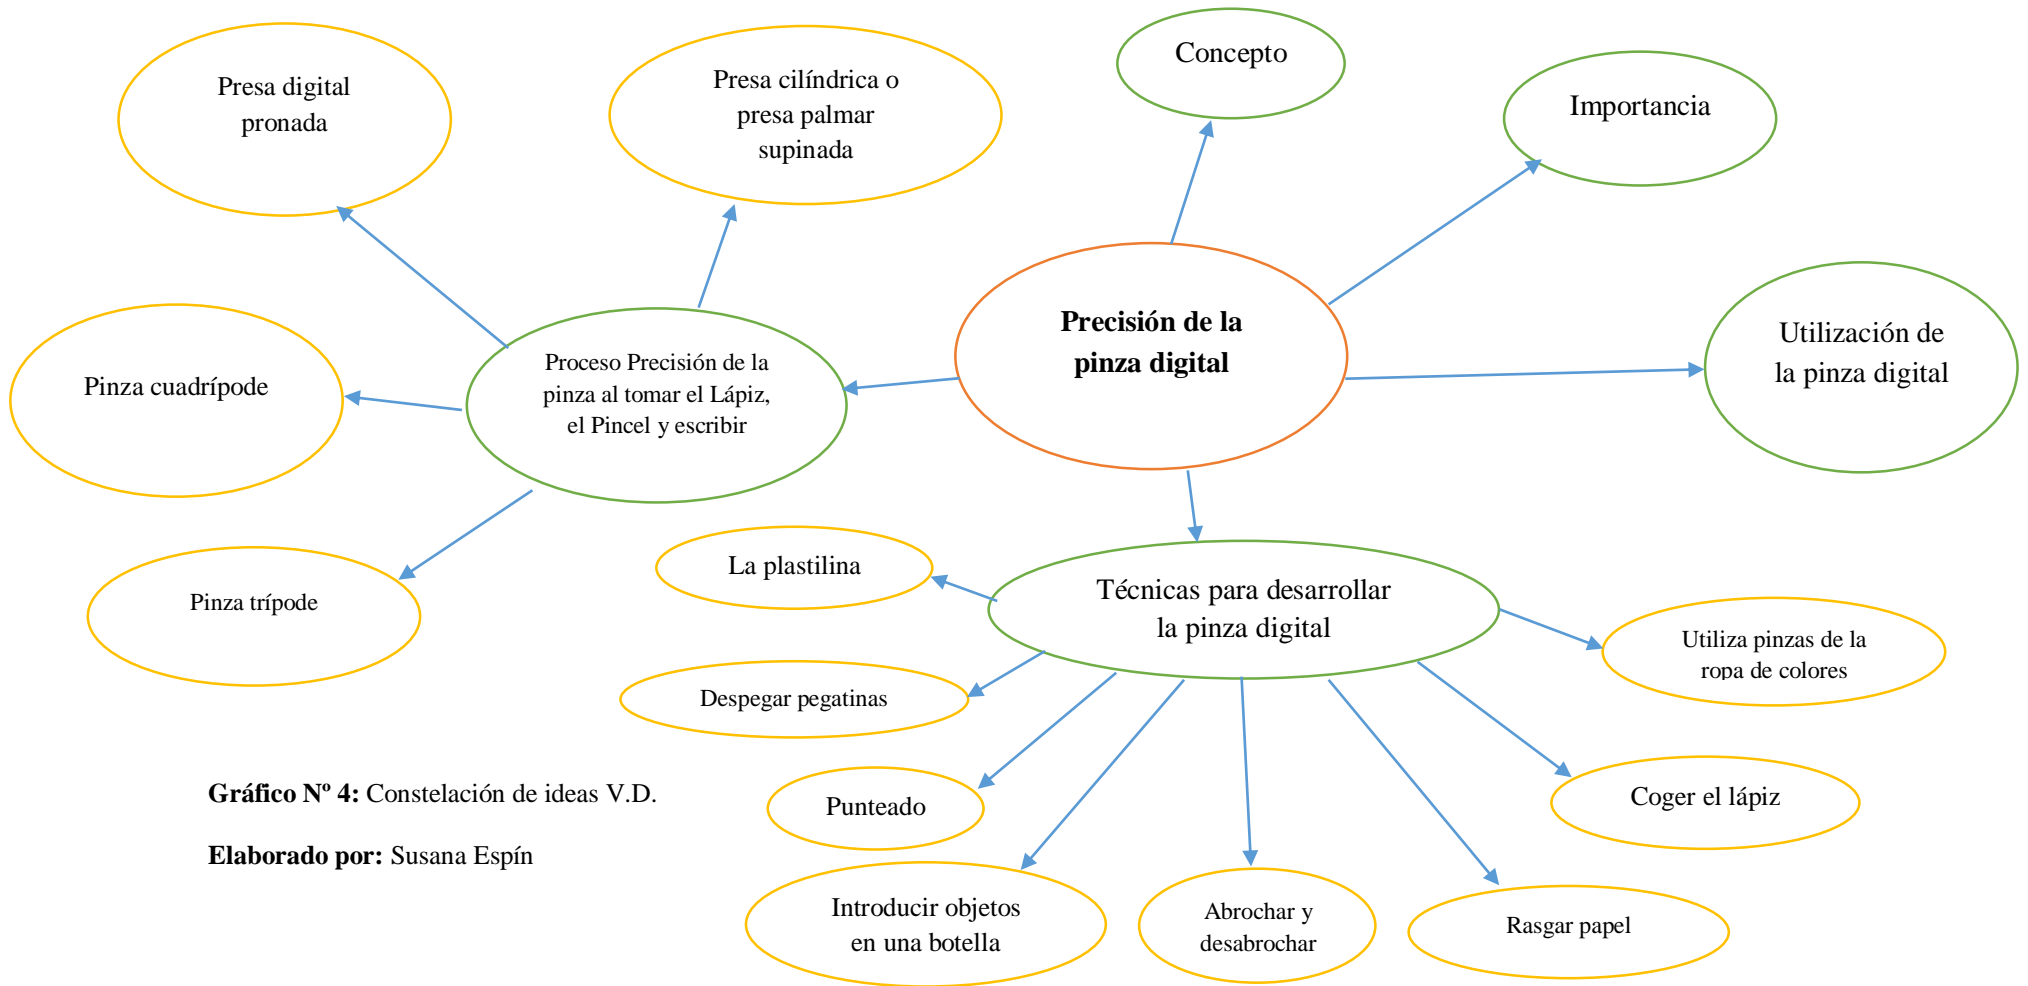 Concepto
Presa digital
pronada
Presa cilíndrica o
presa palmar
supinada
Importancia
Precisión de la
pinza digital
Utilización de
la pinza digital
Proceso Precisión de la
pinza al tomar el Lápiz,
el Pincel y escribir
Pinza cuadrípode
Pinza trípode
La plastilina
Técnicas para desarrollar
la pinza digital
Utiliza pinzas de la
ropa de colores
Despegar pegatinas
Punteado
Coger el lápiz
Introducir objetos
en una botella
Abrochar y
desabrochar
Rasgar papel
Gráfico Nº 4: Constelación de ideas V.D.
Elaborado por: Susana Espín